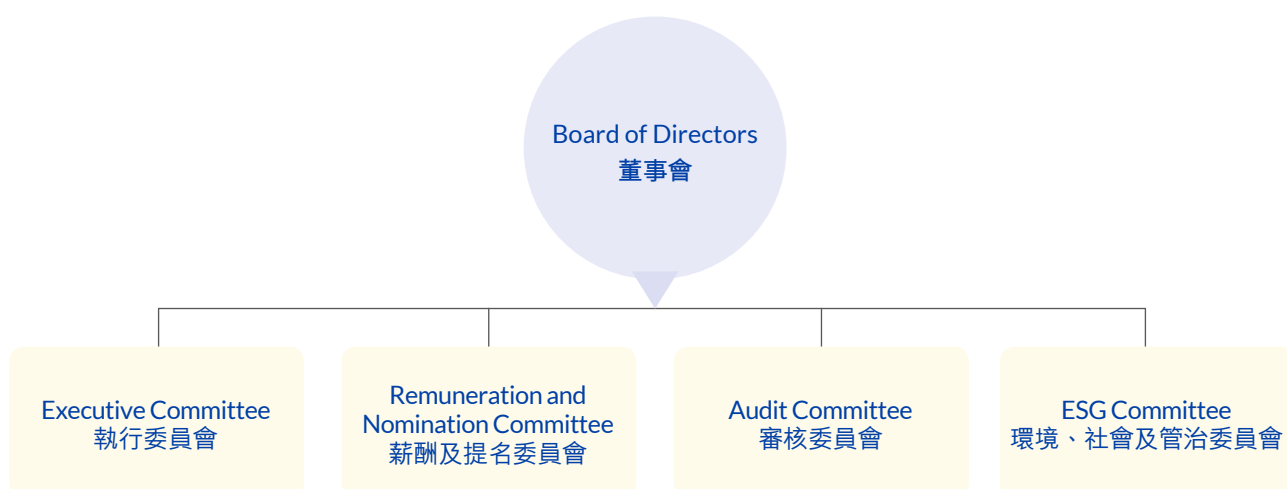 Board of Directors
董事會
Executive Committee
執行委員會
Remuneration and
Nomination Committee
薪酬及提名委員會
Audit Committee
審核委員會
ESG Committee
環境、社會及管治委員會